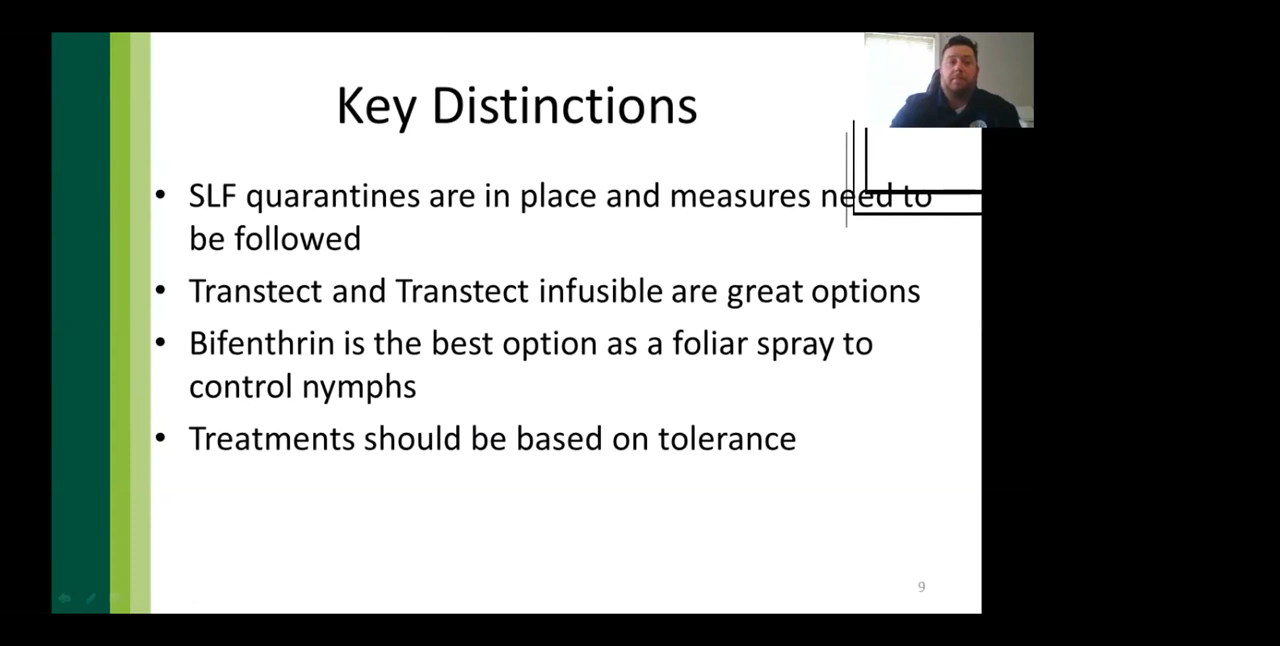 Key Distinctions
• SLF quarantines are in place and measures need to
be followed
• Transtect and Transtect infusible are great options
• Bifenthrin is the best option as a foliar spray to
control nymphs
• Treatments should be based on tolerance
9